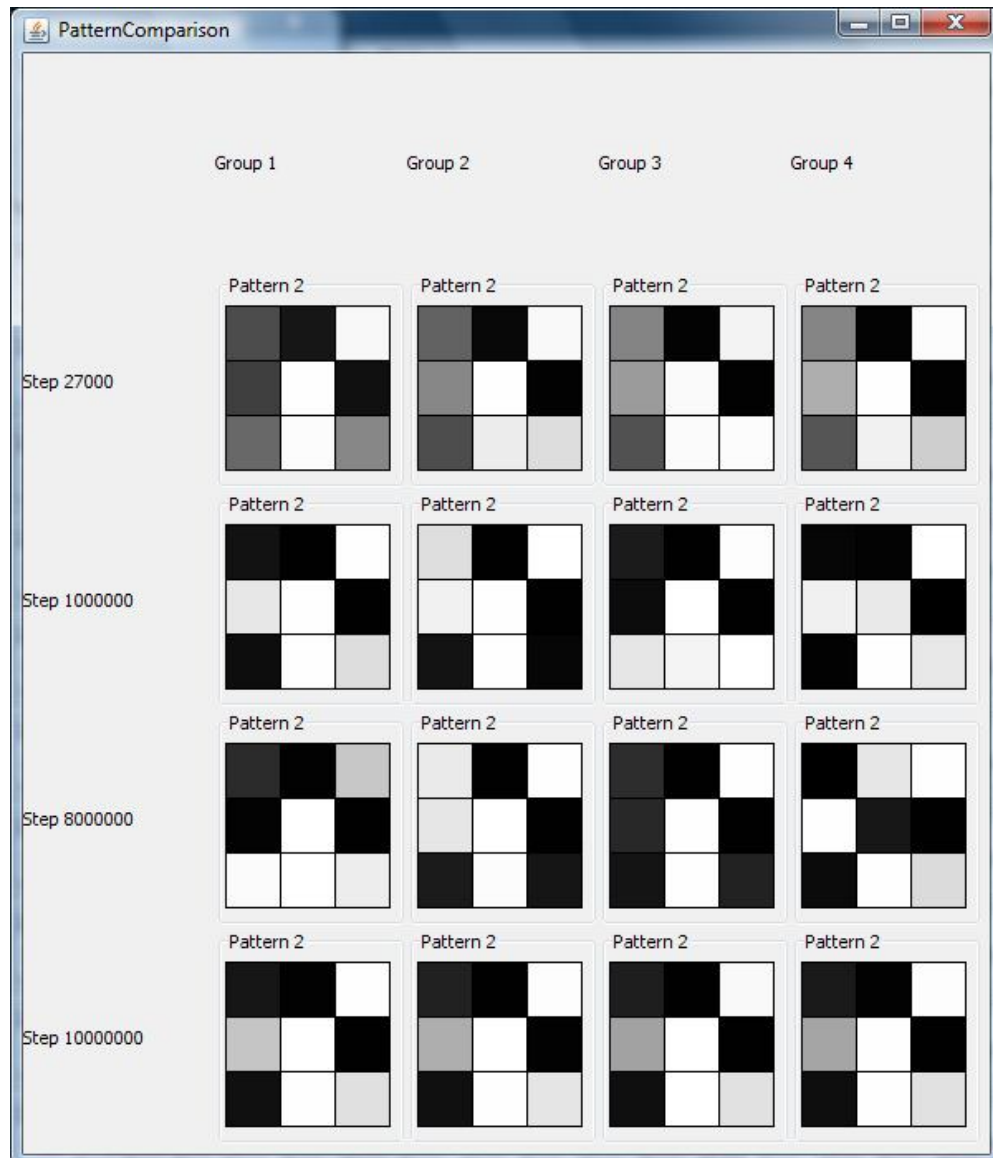 PatternComparison
Group 1 Group 2 Group 3 Group 4
Pattern 2 Pattern 2 Pattern 2 Pattern 2
Step 27000
Pattern 2 Pattern 2 Pattern 2 Pattern 2
Step 1000000
Pattern 2 Pattern 2 Pattern 2 Pattern 2
Step 8000000
Pattern 2 Pattern 2 Pattern 2 Pattern 2
Step 10000000